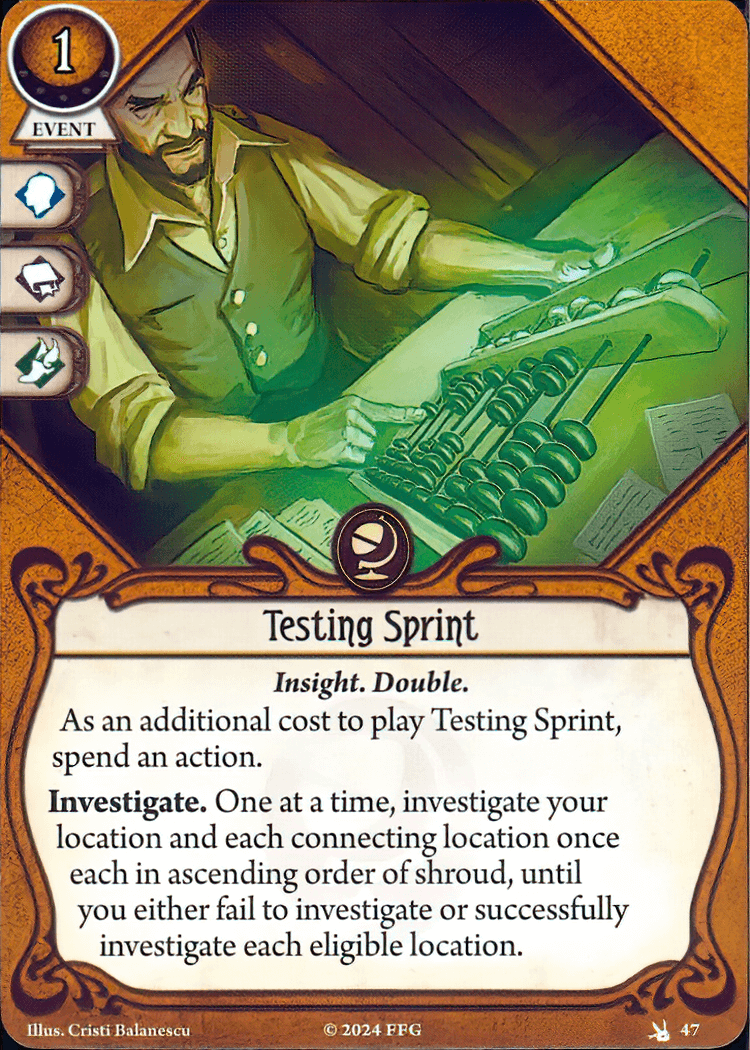 1
EVENT
Testing Sprint
Insight. Double.
As an additional cost to play Testing Sprint,
spend an action.
Investigate. One at a time, investigate your
location and each connecting location once
each in ascending order of shroud, until
you either fail to investigate or successfully
investigate each eligible location.
Illus. Cristi Balanescu
© 2024 FFG
47